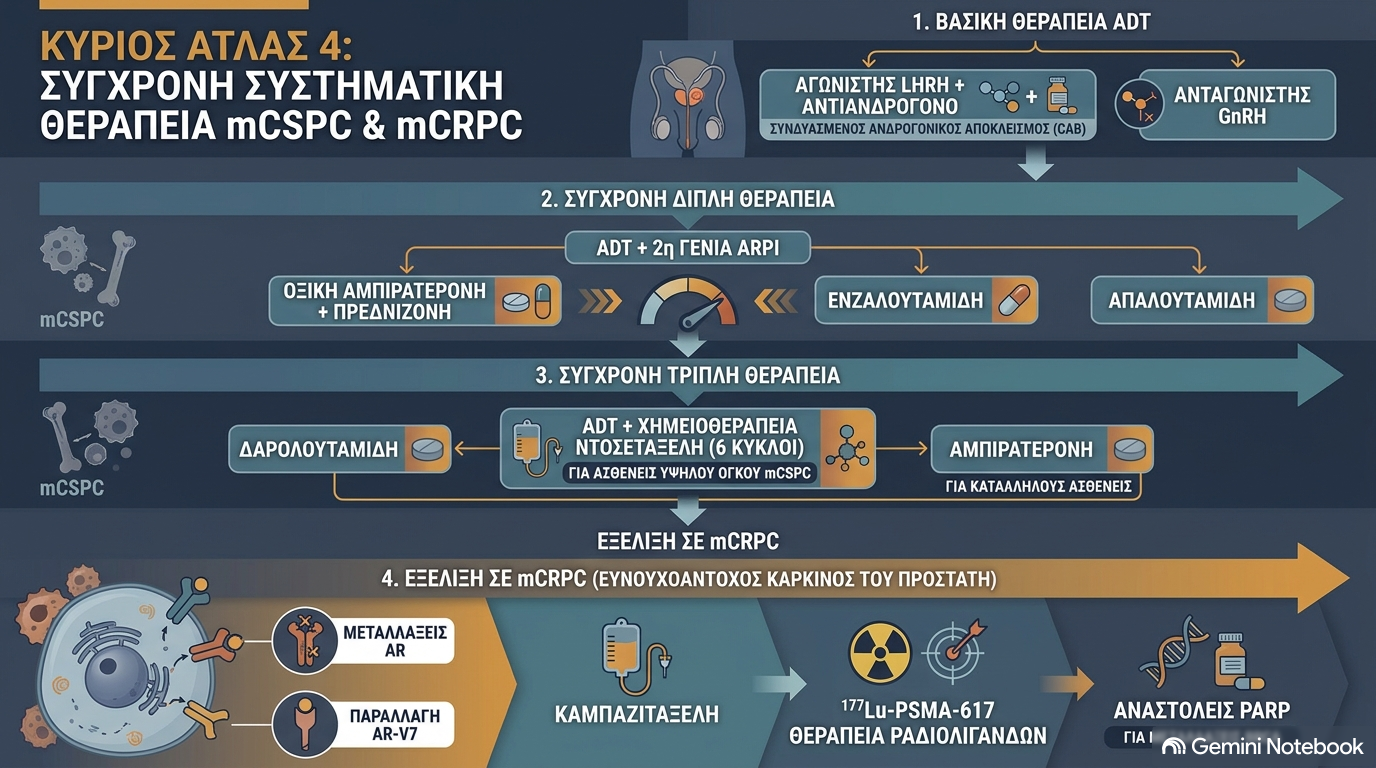 ΚΥΡΙΟΣ ΑΤΛΑΣ 4:
ΣΥΓΧΡΟΝΗ ΣΥΣΤΗΜΑΤΙΚΗ
ΘΕΡΑΠΕΙΑ mCSPC & mCRPC
1. ΒΑΣΙΚΗ ΘΕΡΑΠΕΙΑ ADT
ΑΓΩΝΙΣΤΗΣ LHRH +
ΑΝΤΙΑΝΔΡΟΓΟΝΟ
+
ΣΥΝΔΥΑΣΜΕΝΟΣ ΑΝΔΡΟΓΟΝΙΚΟΣ ΑΠΟΚΛΕΙΣΜΟΣ (CAB)
ΑΝΤΑΓΩΝΙΣΤΗΣ
GnRH
2. ΣΥΓΧΡΟΝΗ ΔΙΠΛΗ ΘΕΡΑΠΕΙΑ
ADT + 2η ΓΕΝΙΑ ARPI
mCSPC
ΟΞΙΚΗ ΑΜΠΙΡΑΤΕΡΟΝΗ
+ ΠΡΕΔΝΙΖΟΝΗ
ΕΝΖΑΛΟΥΤΑΜΙΔΗ
ΑΠΑΛΟΥΤΑΜΙΔΗ
3. ΣΥΓΧΡΟΝΗ ΤΡΙΠΛΗ ΘΕΡΑΠΕΙΑ
mCSPC
ΔΑΡΟΛΟΥΤΑΜΙΔΗ
ADT + ΧΗΜΕΙΟΘΕΡΑΠΕΙΑ
ΝΤΟΣΕΤΑΞΕΛΗ (6 ΚΥΚΛΟΙ)
ΓΙΑ ΑΣΘΕΝΕΙΣ ΥΨΗΛΟΥ ΟΓΚΟΥ mCSPC
ΑΜΠΙΡΑΤΕΡΟΝΗ
ΓΙΑ ΚΑΤΑΛΛΗΛΟΥΣ ΑΣΘΕΝΕΙΣ
ΕΞΕΛΙΞΗ ΣΕ mCRPC
4. ΕΞΕΛΙΞΗ ΣΕ mCRPC (ΕΥΝΟΥΧΟΑΝΤΟΧΟΣ ΚΑΡΚΙΝΟΣ ΤΟΥ ΠΡΟΣΤΑΤΗ)
ΜΕΤΑΛΛΑΞΕΙΣ
AR
ΠΑΡΑΛΛΑΓΗ
AR-V7
ΚΑΜΠΑΖΙΤΑΞΕΛΗ
¹⁷⁷Lu-PSMA-617
ΘΕΡΑΠΕΙΑ ΡΑΔΙΟΛΙΓΑΝΔΩΝ
ΑΝΑΣΤΟΛΕΙΣ PARP
ΓΙΑ
Gemini Notebook